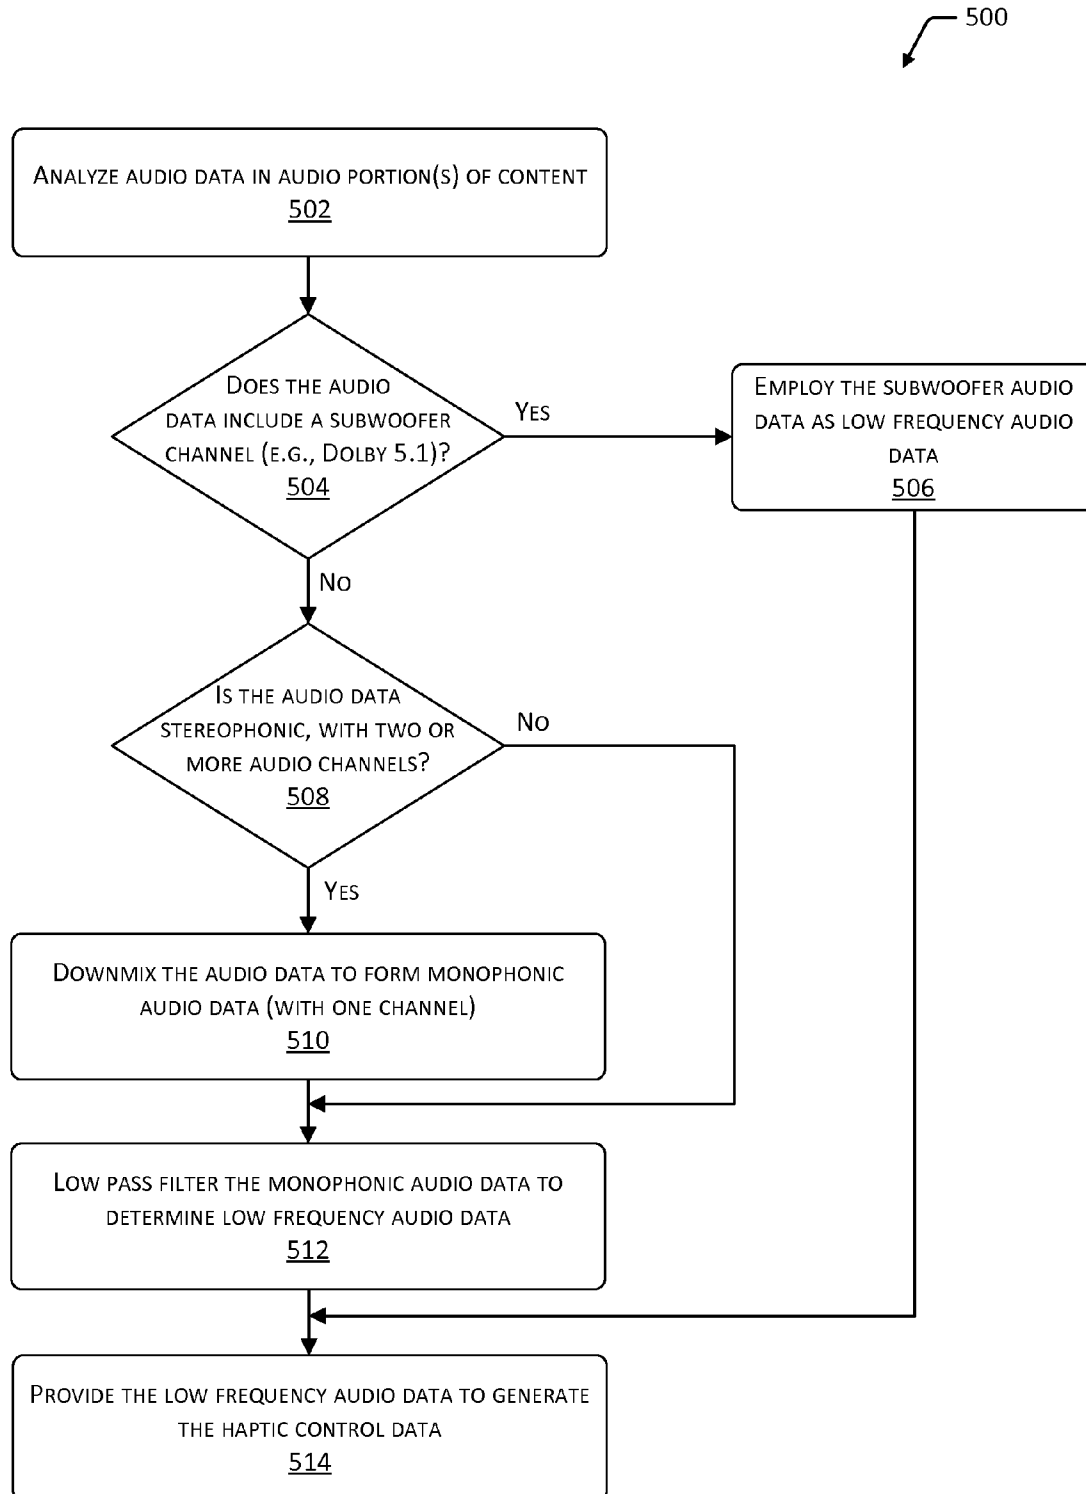 500
ANALYZE AUDIO DATA IN AUDIO PORTION(S) OF CONTENT
502
DOES THE AUDIO
DATA INCLUDE A SUBWOOFER
CHANNEL (E.G., DOLBY 5.1)?
504
YES
EMPLOY THE SUBWOOFER AUDIO
DATA AS LOW FREQUENCY AUDIO
DATA
506
NO
IS THE AUDIO DATA
STEREOPHONIC, WITH TWO OR
MORE AUDIO CHANNELS?
508
NO
YES
DOWNMIX THE AUDIO DATA TO FORM MONOPHONIC
AUDIO DATA (WITH ONE CHANNEL)
510
LOW PASS FILTER THE MONOPHONIC AUDIO DATA TO
DETERMINE LOW FREQUENCY AUDIO DATA
512
PROVIDE THE LOW FREQUENCY AUDIO DATA TO GENERATE
THE HAPTIC CONTROL DATA
514